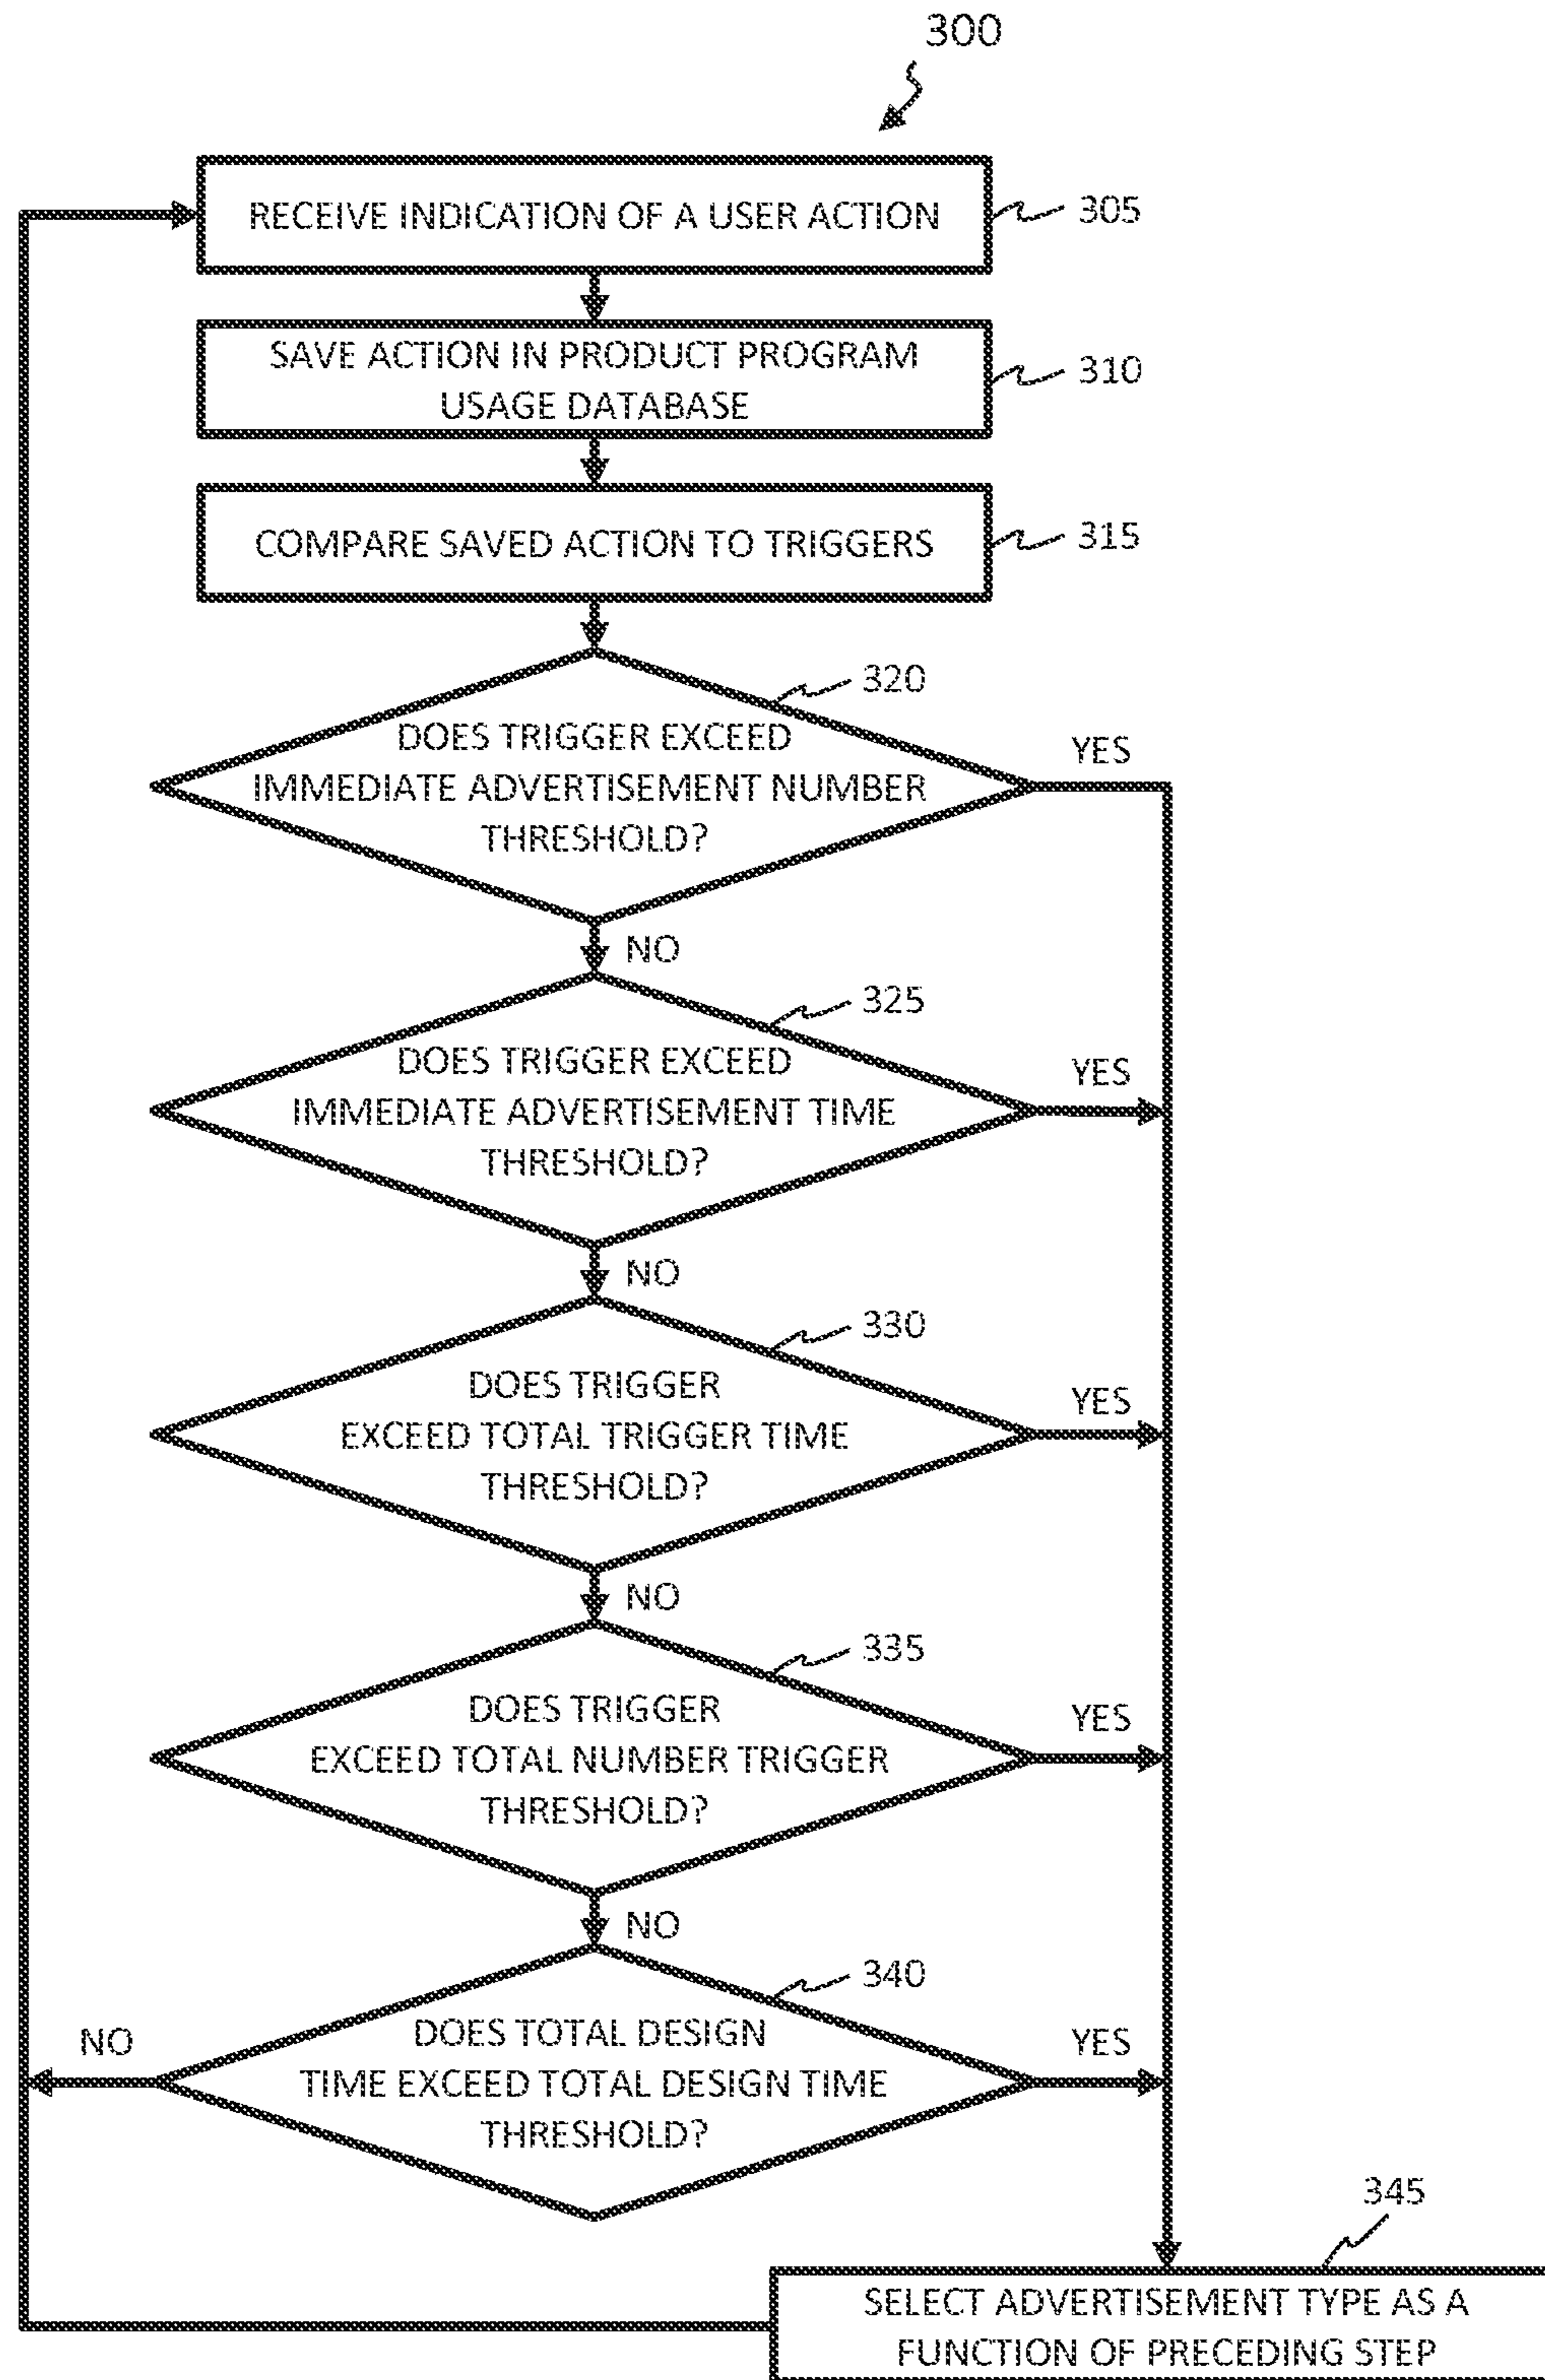 300
RECEIVE INDICATION OF A USER ACTION
305
SAVE ACTION IN PRODUCT PROGRAM
USAGE DATABASE
310
COMPARE SAVED ACTION TO TRIGGERS
315
320
DOES TRIGGER EXCEED
IMMEDIATE ADVERTISEMENT NUMBER
THRESHOLD?
YES
NO
325
DOES TRIGGER EXCEED
IMMEDIATE ADVERTISEMENT TIME
THRESHOLD?
YES
NO
330
DOES TRIGGER
EXCEED TOTAL TRIGGER TIME
THRESHOLD?
YES
NO
335
DOES TRIGGER
EXCEED TOTAL NUMBER TRIGGER
THRESHOLD?
YES
NO
340
DOES TOTAL DESIGN
TIME EXCEED TOTAL DESIGN TIME
THRESHOLD?
NO
YES
345
SELECT ADVERTISEMENT TYPE AS A
FUNCTION OF PRECEDING STEP